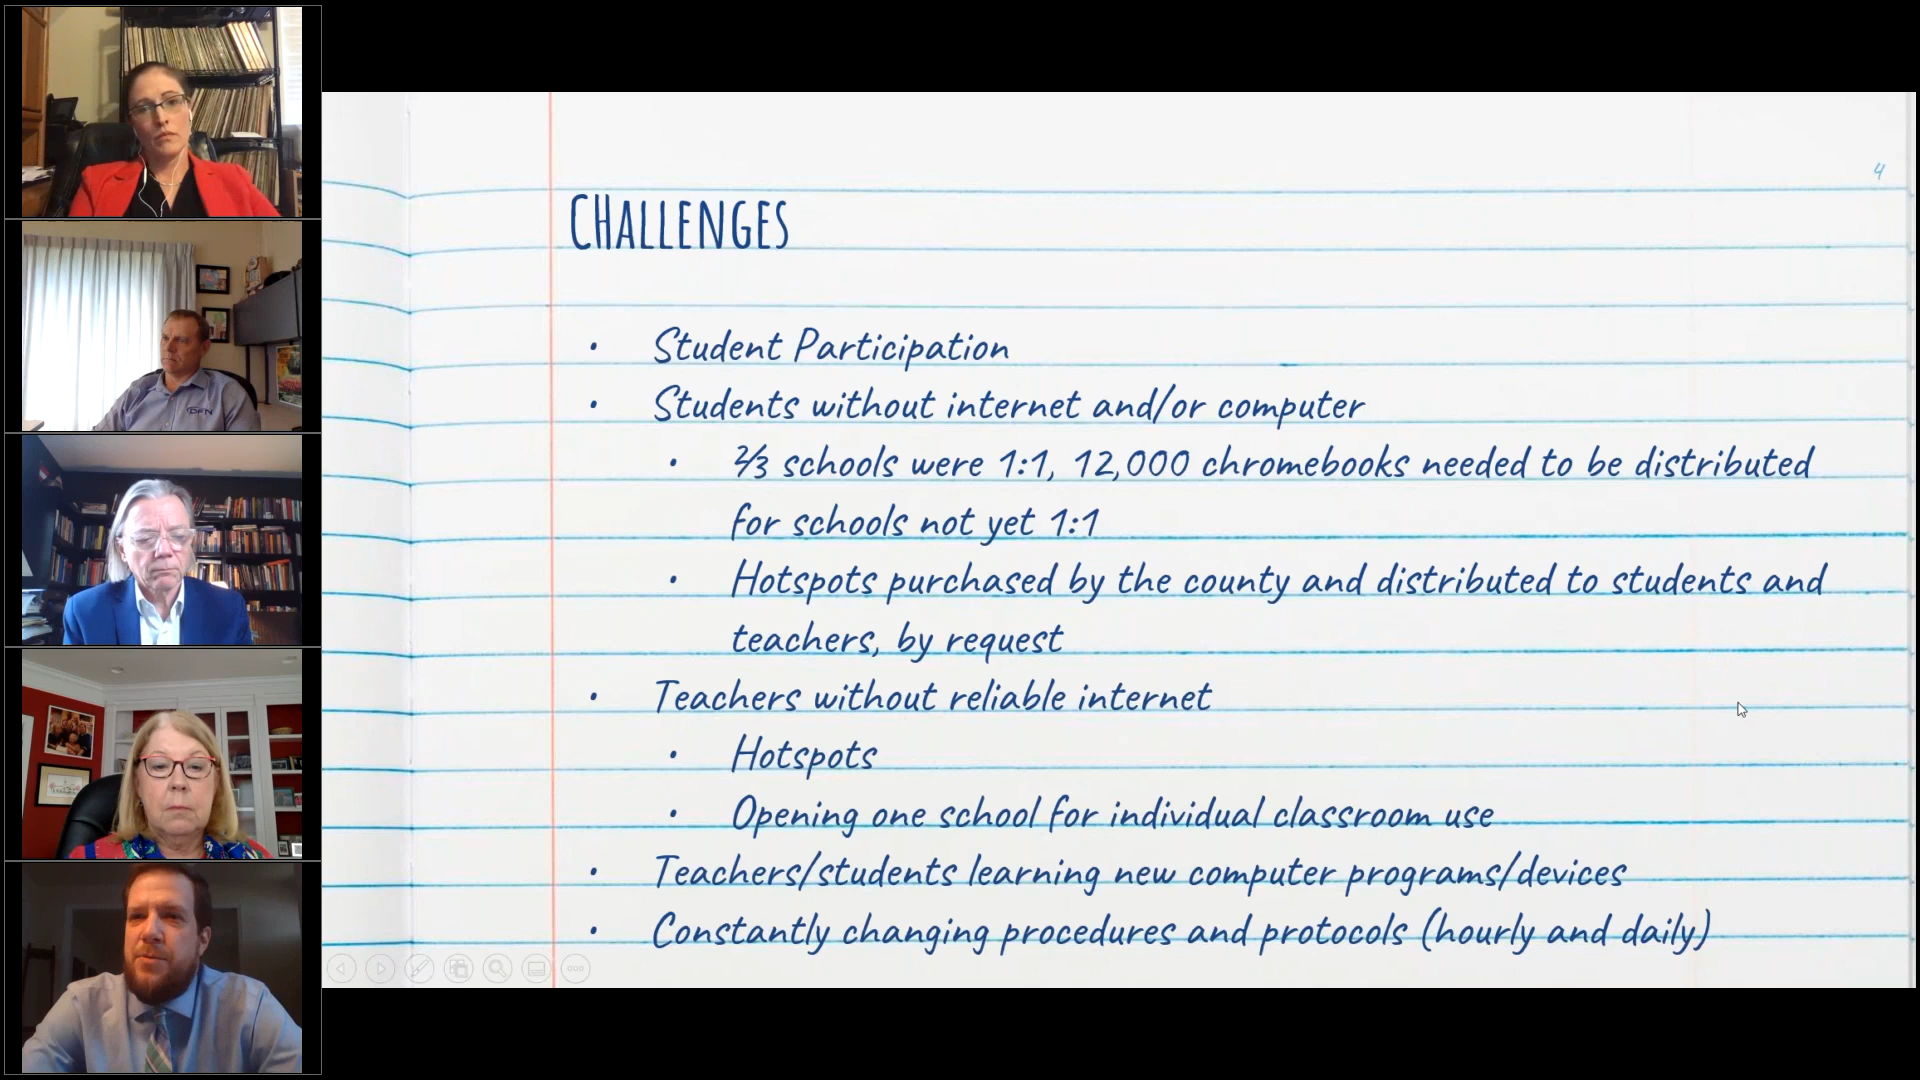 4
CHALLENGES
• Student Participation
• Students without internet and/or computer
• ⅔ schools were 1:1, 12,000 chromebooks needed to be distributed
for schools not yet 1:1
• Hotspots purchased by the county and distributed to students and
teachers, by request
• Teachers without reliable internet
• Hotspots
• Opening one school for individual classroom use
• Teachers/students learning new computer programs/devices
• Constantly changing procedures and protocols (hourly and daily)